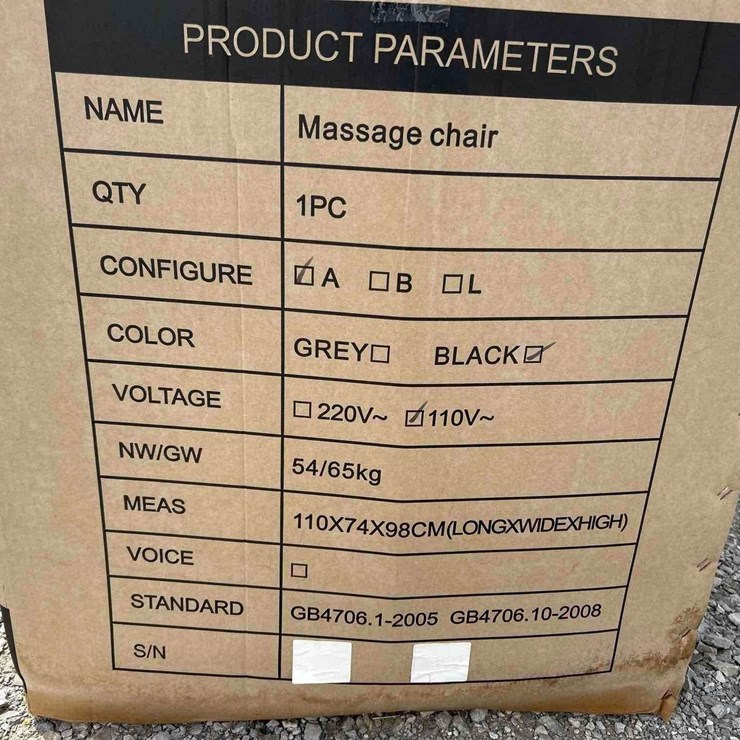 PRODUCT PARAMETERS
NAME Massage chair
QTY 1PC
CONFIGURE ☑A ☐B ☐L
COLOR GREY☐ BLACK☑
VOLTAGE ☐220V~ ☑110V~
NW/GW 54/65kg
MEAS 110X74X98CM(LONGXWIDEXHIGH)
VOICE ☐
STANDARD GB4706.1-2005 GB4706.10-2008
S/N